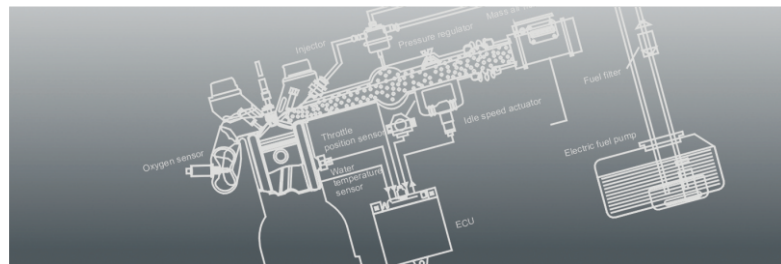 Mass a
Injector
Pressure regulator
Fuel filter
Idle speed actuator
Throttle
position sensor
Electric fuel pump
Oxygen sensor
Water
temperature
sensor
ECU